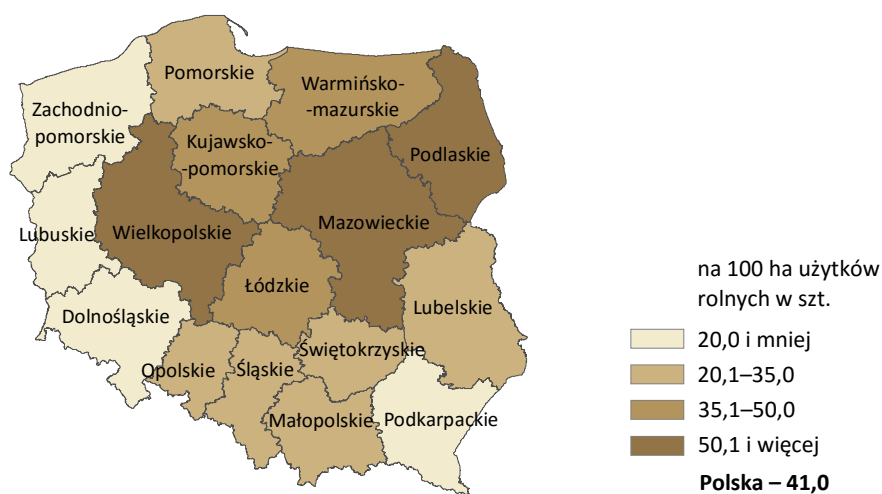 Pomorskie
Warmińsko-
-mazurskie
Zachodnio-
pomorskie
Kujawsko-
-pomorskie
Podlaskie
Mazowieckie
Lubuskie
Wielkopolskie
Łódzkie
Lubelskie
Dolnośląskie
Świętokrzyskie
Opolskie
Śląskie
Małopolskie
Podkarpackie
na 100 ha użytków
rolnych w szt.
20,0 i mniej
20,1–35,0
35,1–50,0
50,1 i więcej
Polska – 41,0